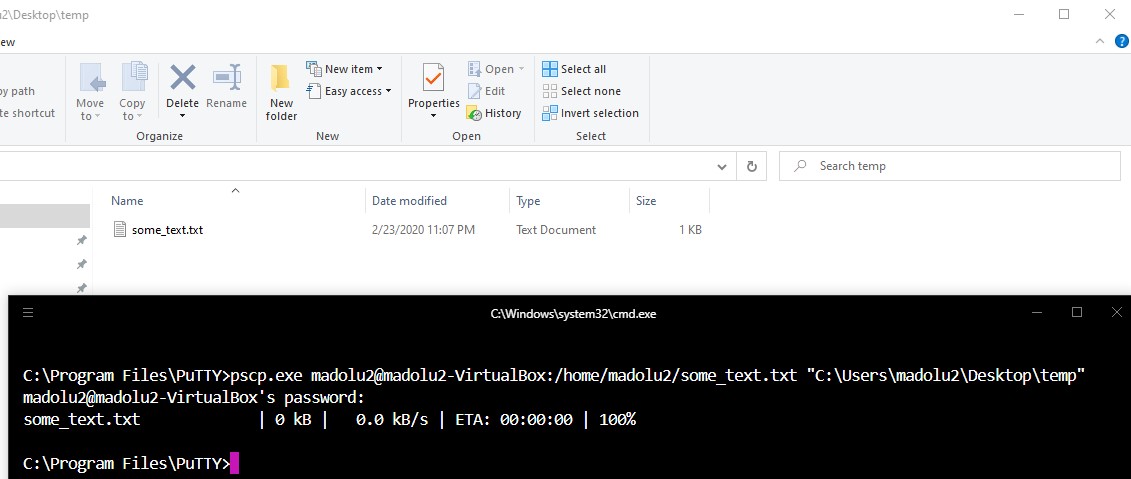 u2\Desktop\temp
ew
y path
te shortcut
Move to
Copy to
Delete
Rename
Organize
New folder
New item
Easy access
New
Properties
Open
Edit
History
Open
Select all
Select none
Invert selection
Select
Search temp
Name Date modified Type Size
some_text.txt 2/23/2020 11:07 PM Text Document 1 KB
C:\Windows\system32\cmd.exe
C:\Program Files\PuTTY>pscp.exe madolu2@madolu2-VirtualBox:/home/madolu2/some_text.txt "C:\Users\madolu2\Desktop\temp"
madolu2@madolu2-VirtualBox's password:
some_text.txt | 0 kB | 0.0 kB/s | ETA: 00:00:00 | 100%
C:\Program Files\PuTTY>